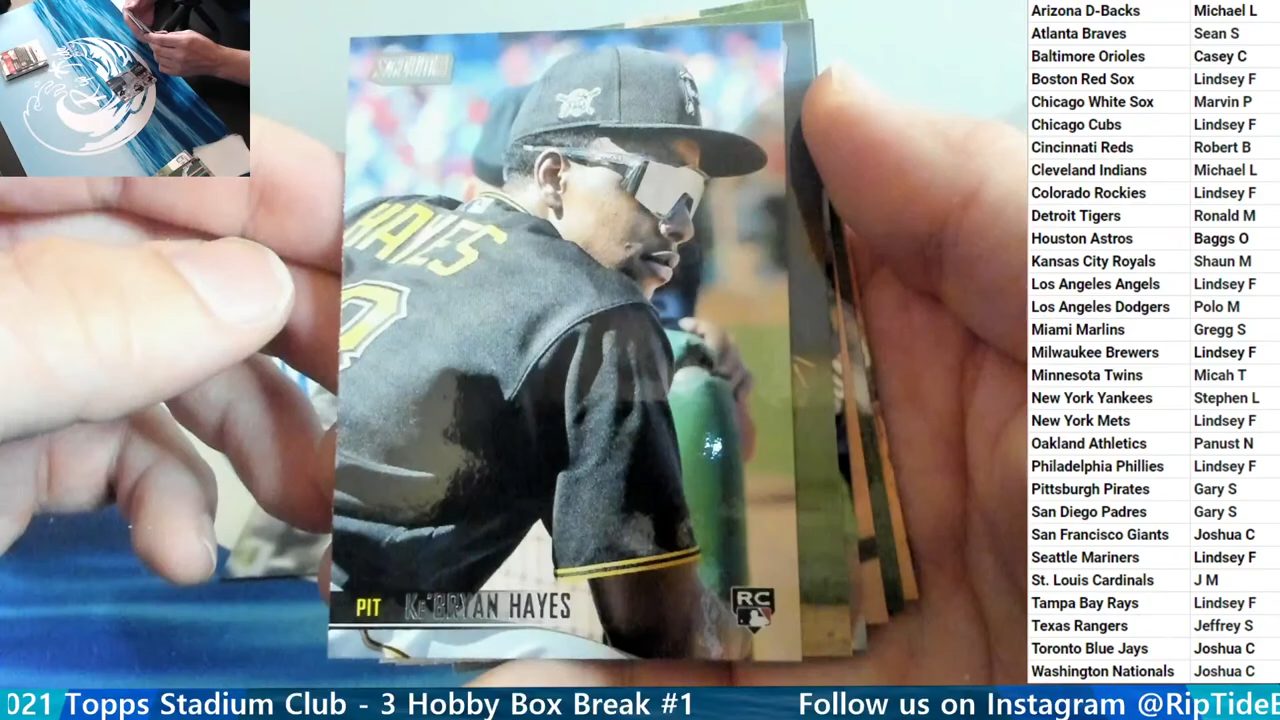 HAYES
PIT KE'BRYAN HAYES
RC
Arizona D-Backs Michael L
Atlanta Braves Sean S
Baltimore Orioles Casey C
Boston Red Sox Lindsey F
Chicago White Sox Marvin P
Chicago Cubs Lindsey F
Cincinnati Reds Robert B
Cleveland Indians Michael L
Colorado Rockies Lindsey F
Detroit Tigers Ronald M
Houston Astros Baggs O
Kansas City Royals Shaun M
Los Angeles Angels Lindsey F
Los Angeles Dodgers Polo M
Miami Marlins Gregg S
Milwaukee Brewers Lindsey F
Minnesota Twins Micah T
New York Yankees Stephen L
New York Mets Lindsey F
Oakland Athletics Panust N
Philadelphia Phillies Lindsey F
Pittsburgh Pirates Gary S
San Diego Padres Gary S
San Francisco Giants Joshua C
Seattle Mariners Lindsey F
St. Louis Cardinals J M
Tampa Bay Rays Lindsey F
Texas Rangers Jeffrey S
Toronto Blue Jays Joshua C
Washington Nationals Joshua C
021 Topps Stadium Club - 3 Hobby Box Break #1 Follow us on Instagram @RipTideB